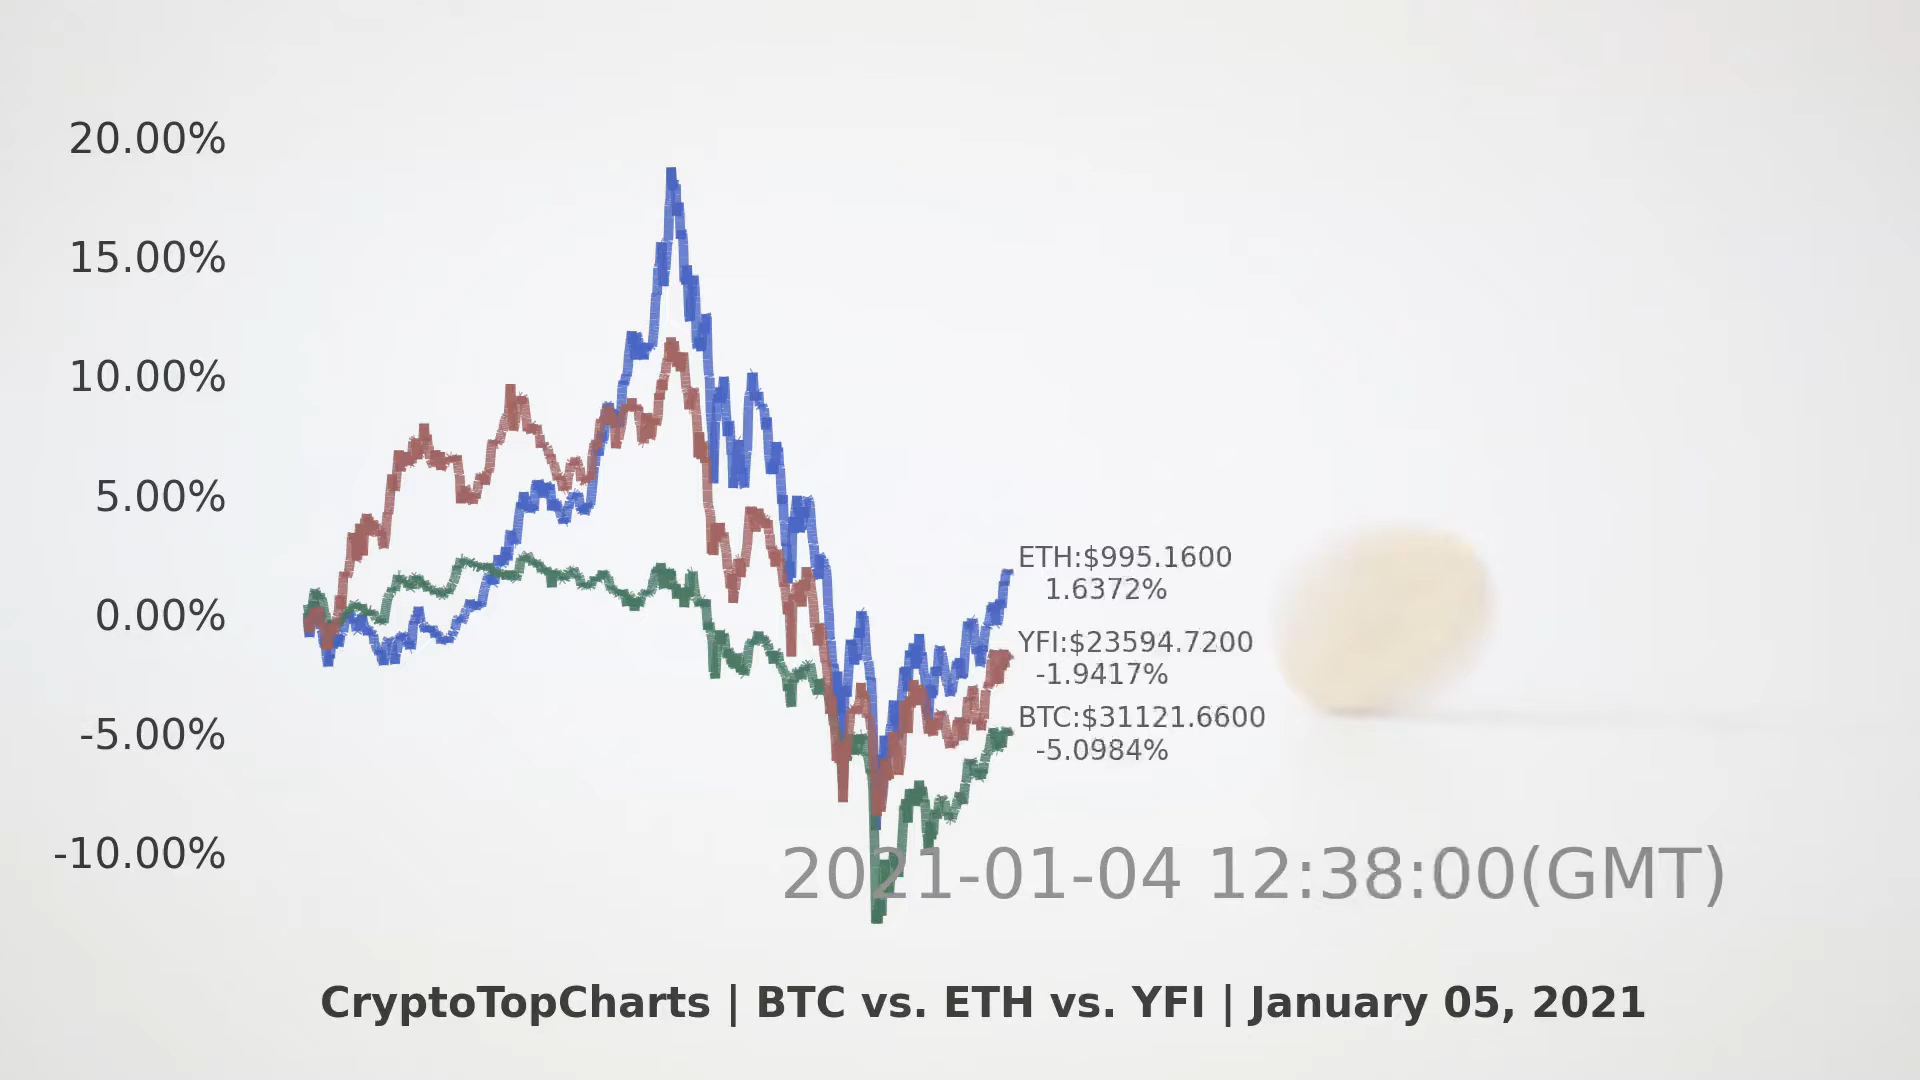 20.00%
15.00%
10.00%
5.00%
0.00%
-5.00%
-10.00%
ETH:$995.1600
1.6372%
YFI:$23594.7200
-1.9417%
BTC:$31121.6600
-5.0984%
2021-01-04 12:38:00(GMT)
CryptoTopCharts | BTC vs. ETH vs. YFI | January 05, 2021